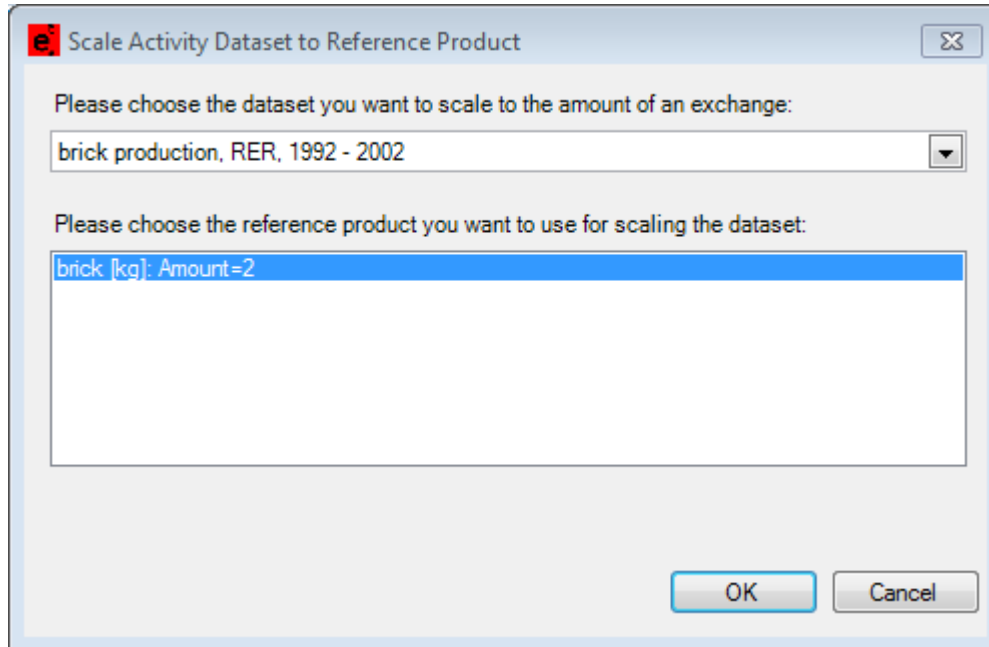 e
Scale Activity Dataset to Reference Product
Please choose the dataset you want to scale to the amount of an exchange:
brick production, RER, 1992 - 2002
Please choose the reference product you want to use for scaling the dataset:
brick [kg]: Amount=2
OK
Cancel